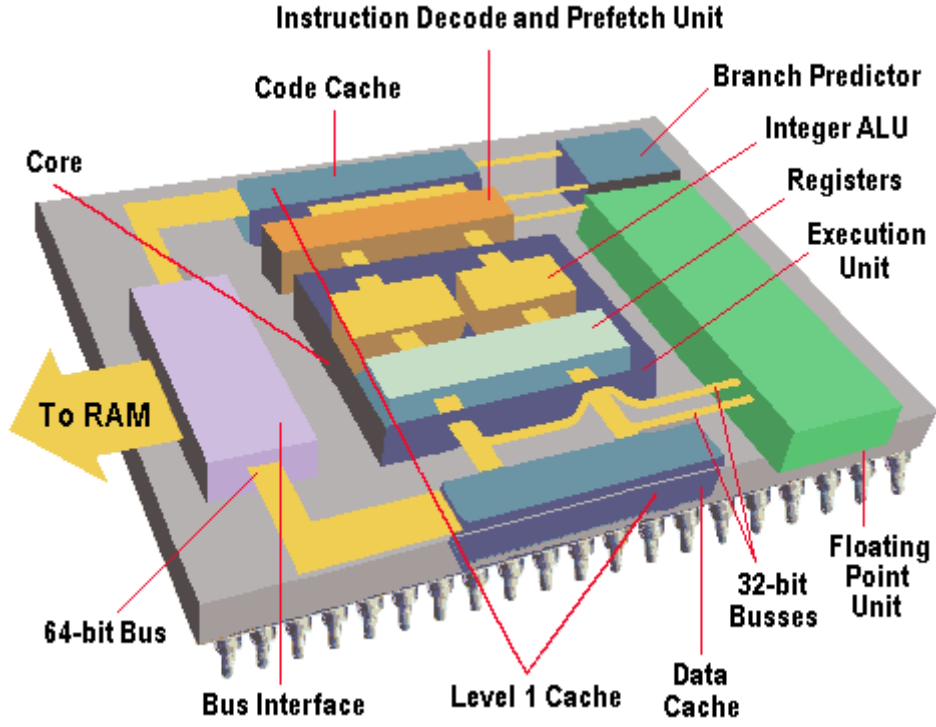 Instruction Decode and Prefetch Unit
Code Cache
Branch Predictor
Integer ALU
Core
Registers
Execution
Unit
To RAM
Floating
Point
Unit
32-bit
Busses
64-bit Bus
Data
Cache
Level 1 Cache
Bus Interface